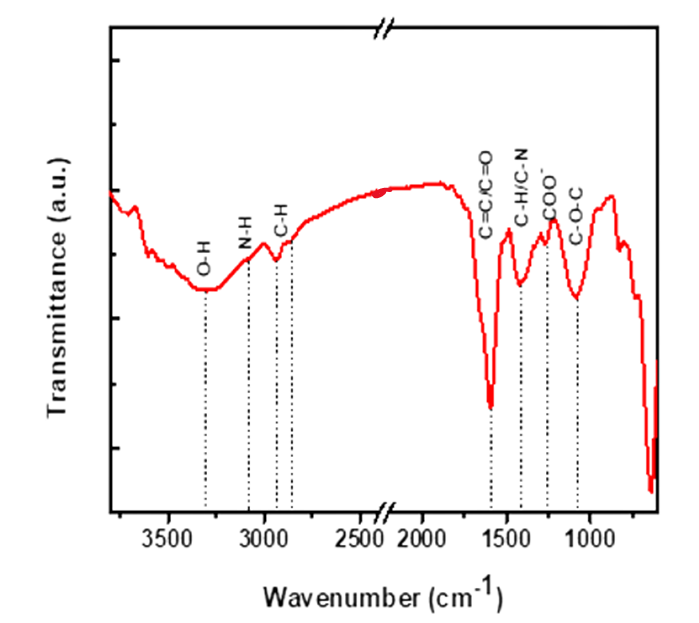 Transmittance (a.u.)
O-H
N-H
C-H
C=C/C=O
C-H/C-N
COO⁻
C-O-C
3500 3000 2500 2000 1500 1000
Wavenumber (cm⁻¹)